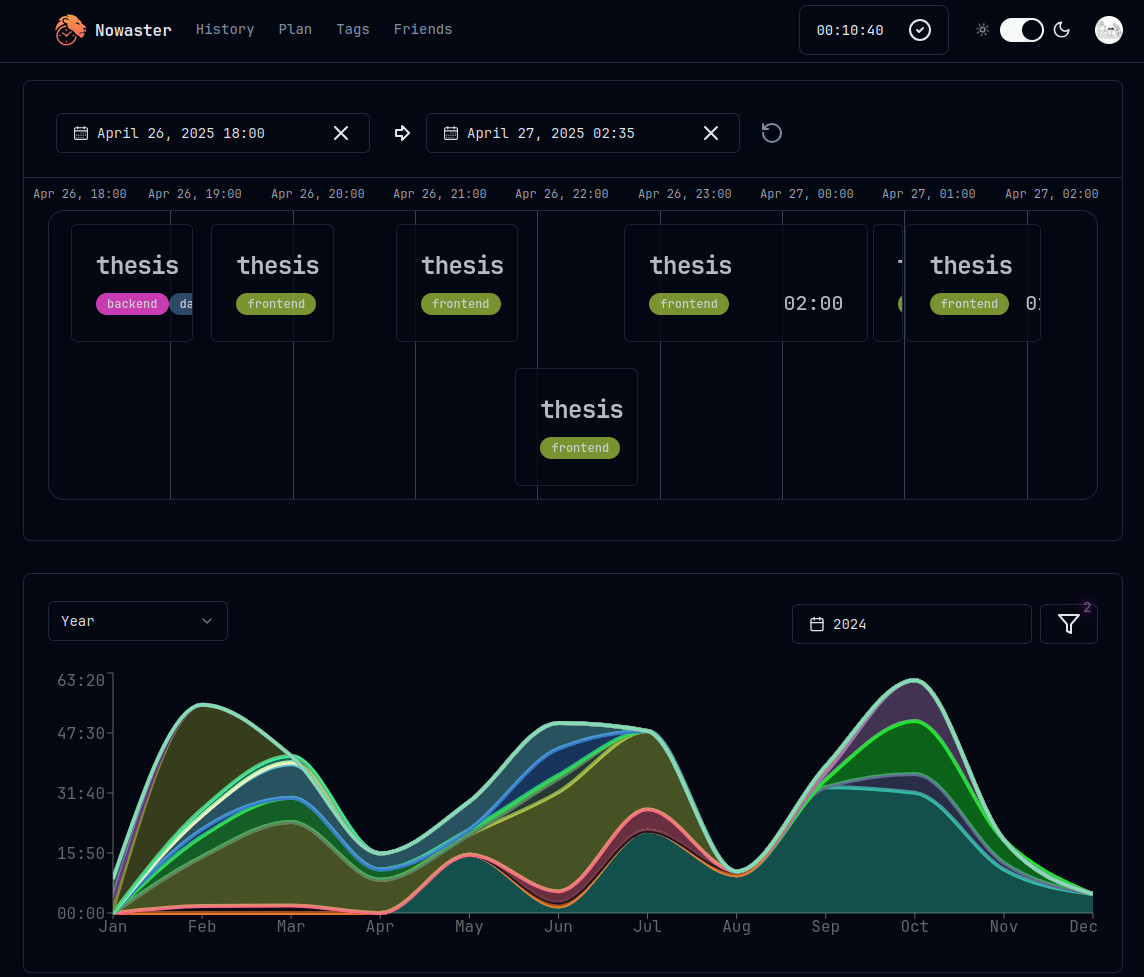 Nowaster History Plan Tags Friends 00:10:40
April 26, 2025 18:00 April 27, 2025 02:35
Apr 26, 18:00 Apr 26, 19:00 Apr 26, 20:00 Apr 26, 21:00 Apr 26, 22:00 Apr 26, 23:00 Apr 27, 00:00 Apr 27, 01:00 Apr 27, 02:00
thesis thesis thesis thesis thesis
backend da frontend frontend frontend 02:00 frontend
thesis
frontend
Year 2024 2
63:20
47:30
31:40
15:50
00:00
Jan Feb Mar Apr May Jun Jul Aug Sep Oct Nov Dec